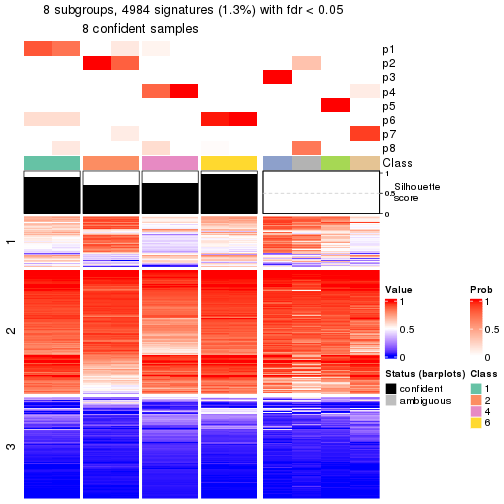 8 subgroups, 4984 signatures (1.3%) with fdr < 0.05
8 confident samples
p1
p2
p3
p4
p5
p6
p7
p8
Class
1
0.5
0
Silhouette
score
1
2
3
Value
1
0.5
0
Prob
1
0.5
0
Status (barplots)
confident
ambiguous
Class
1
2
4
6